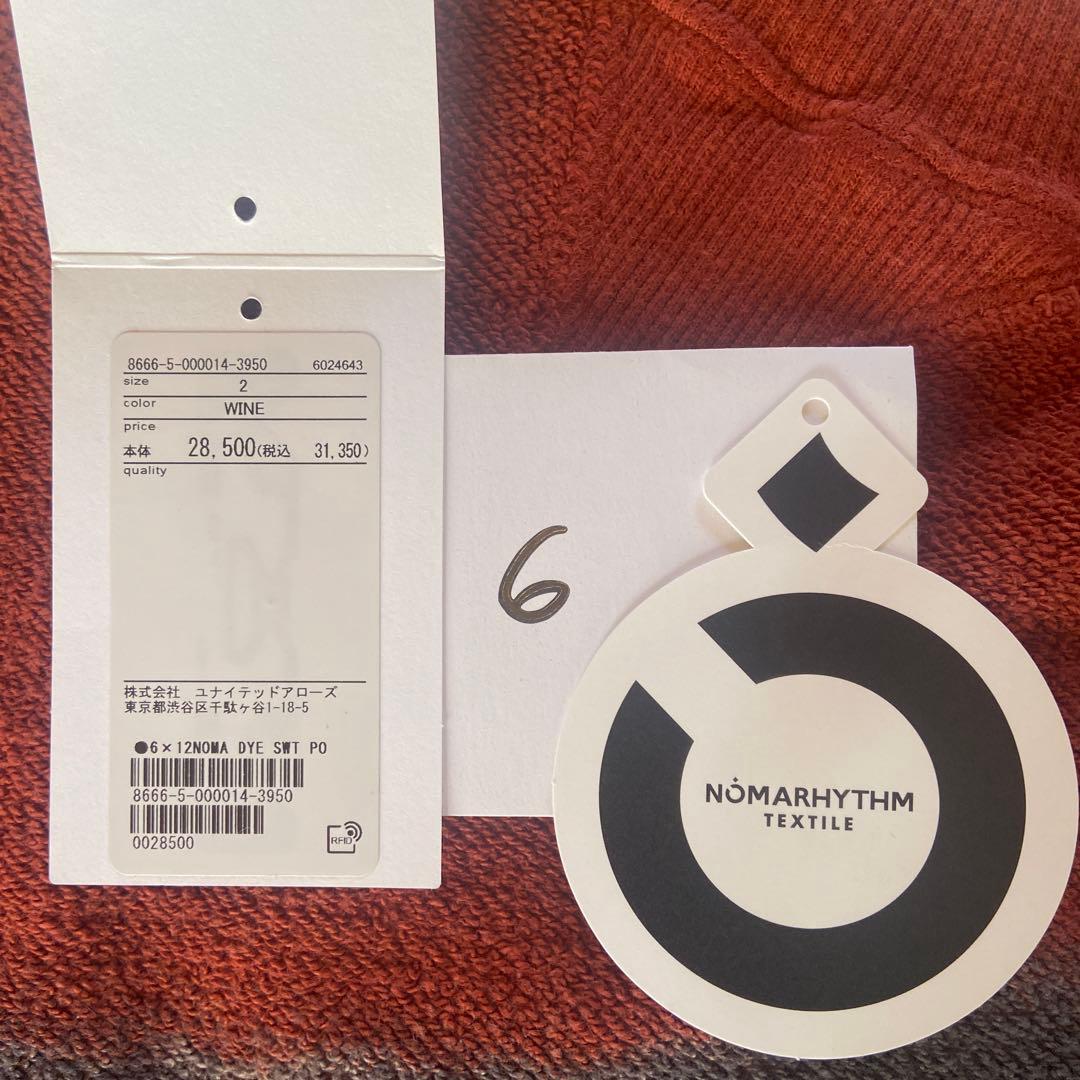 8666-5-000014-3950 6024643
size 2
color WINE
price
本体 28,500(税込 31,350)
quality
株式会社 ユナイテッドアローズ
東京都渋谷区千駄ヶ谷1-18-5
●6×12NOMA DYE SWT PO
8666-5-000014-3950
0028500
RFID
6
NOMARHYTHM
TEXTILE